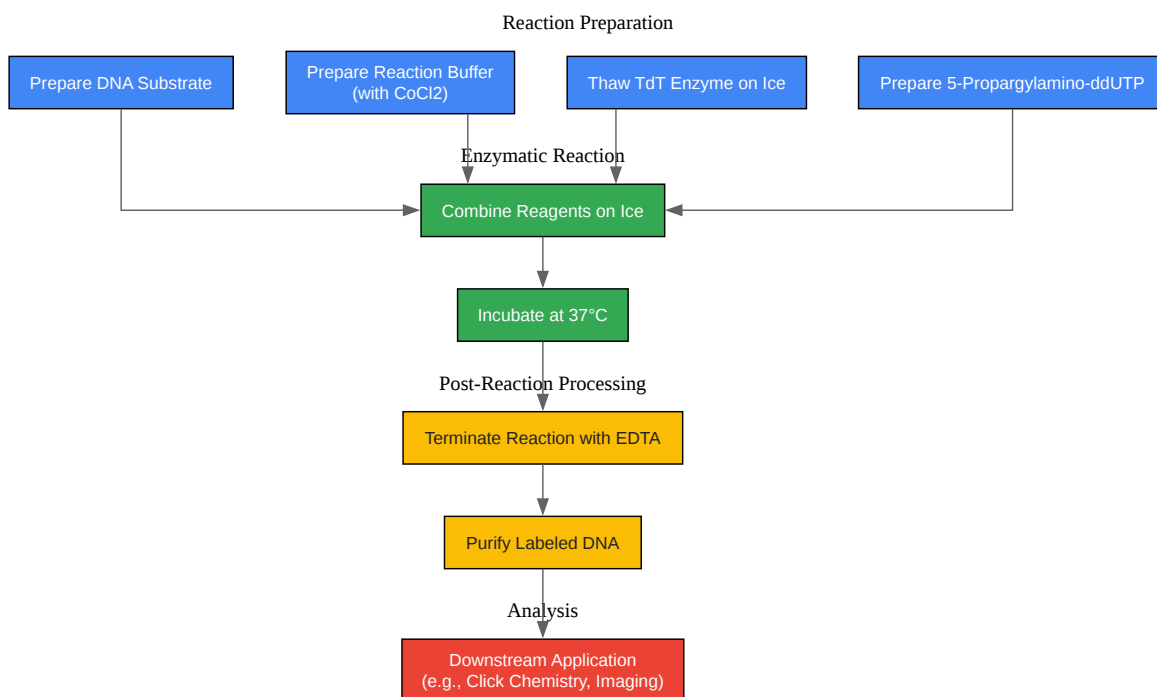 Reaction Preparation
Prepare DNA Substrate
Prepare Reaction Buffer
(with CoCl2)
Thaw TdT Enzyme on Ice
Prepare 5-Propargylamino-ddUTP
Enzymatic Reaction
Combine Reagents on Ice
Incubate at 37°C
Post-Reaction Processing
Terminate Reaction with EDTA
Purify Labeled DNA
Analysis
Downstream Application
(e.g., Click Chemistry, Imaging)